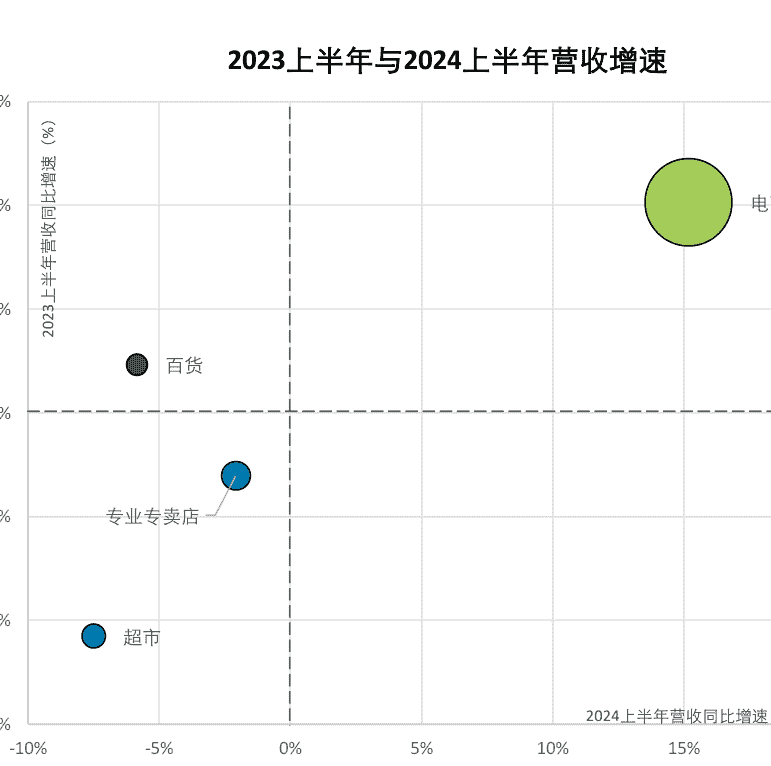 2023上半年与2024上半年营收增速
%
2023上半年营收同比增速（%）
%
电
%
百货
%
专业专卖店
%
%
超市
2024上半年营收同比增速
%
-10%
-5%
0%
5%
10%
15%